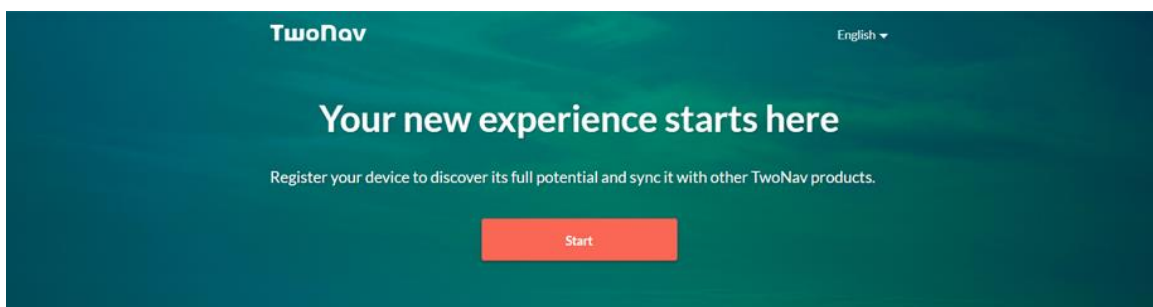 TwoNav
English
Your new experience starts here
Register your device to discover its full potential and sync it with other TwoNav products.
Start